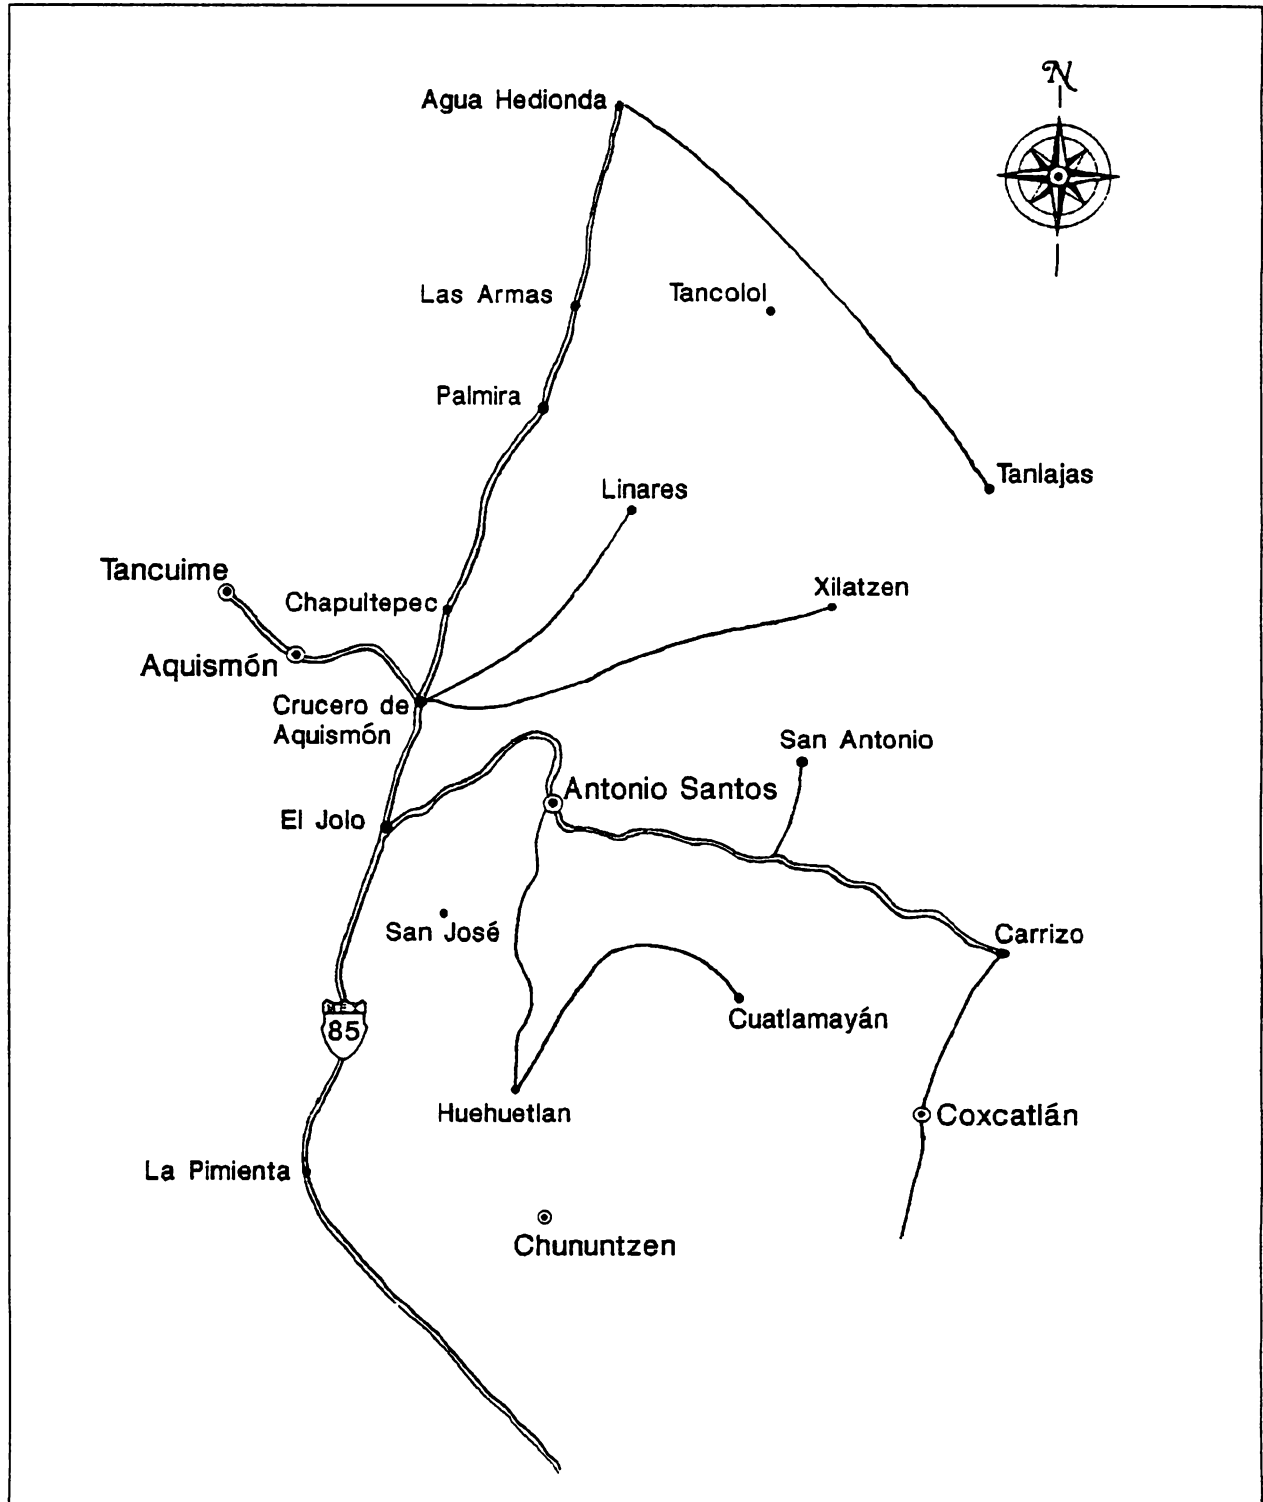 N
Agua Hedionda
Las Armas
Tancolol
Palmira
Tanlajas
Linares
Tancuime
Xilatzen
Chapultepec
Aquismón
Crucero de
Aquismón
San Antonio
Antonio Santos
El Jolo
San José
Carrizo
MEX
85
Cuatlamayán
Huehuetlan
Coxcatlán
La Pimienta
Chununtzen